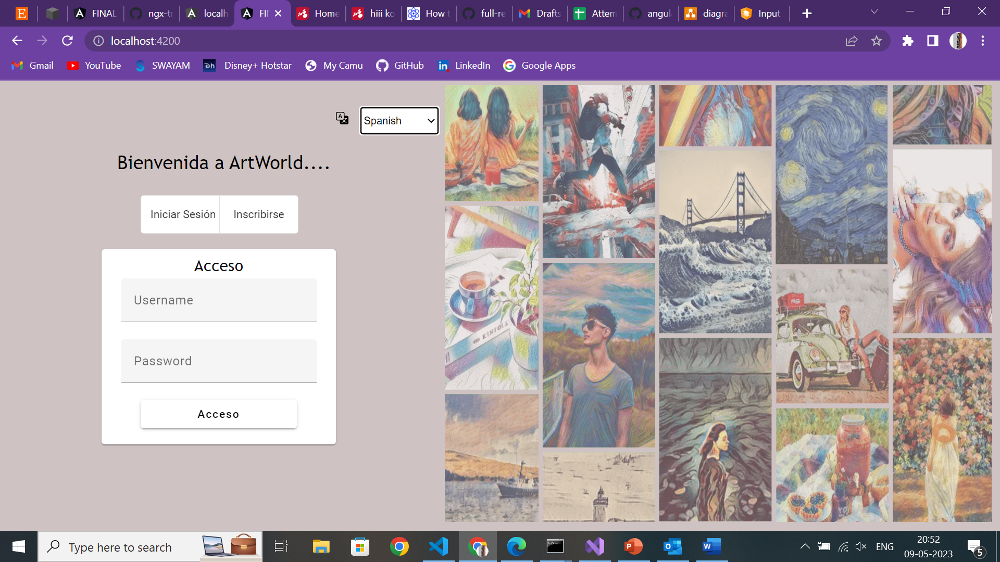 FINAL
ngx-tr
localh
FI
Home
hiii ko
How t
full-re
Drafts
Attem
angul
diagra
Input
localhost:4200
Gmail
YouTube
SWAYAM
Disney+ Hotstar
My Camu
GitHub
LinkedIn
Google Apps
Spanish
Bienvenida a ArtWorld....
Iniciar Sesión
Inscribirse
Acceso
Username
Password
Acceso
KINFOLK
Type here to search
ENG
20:52
09-05-2023
5